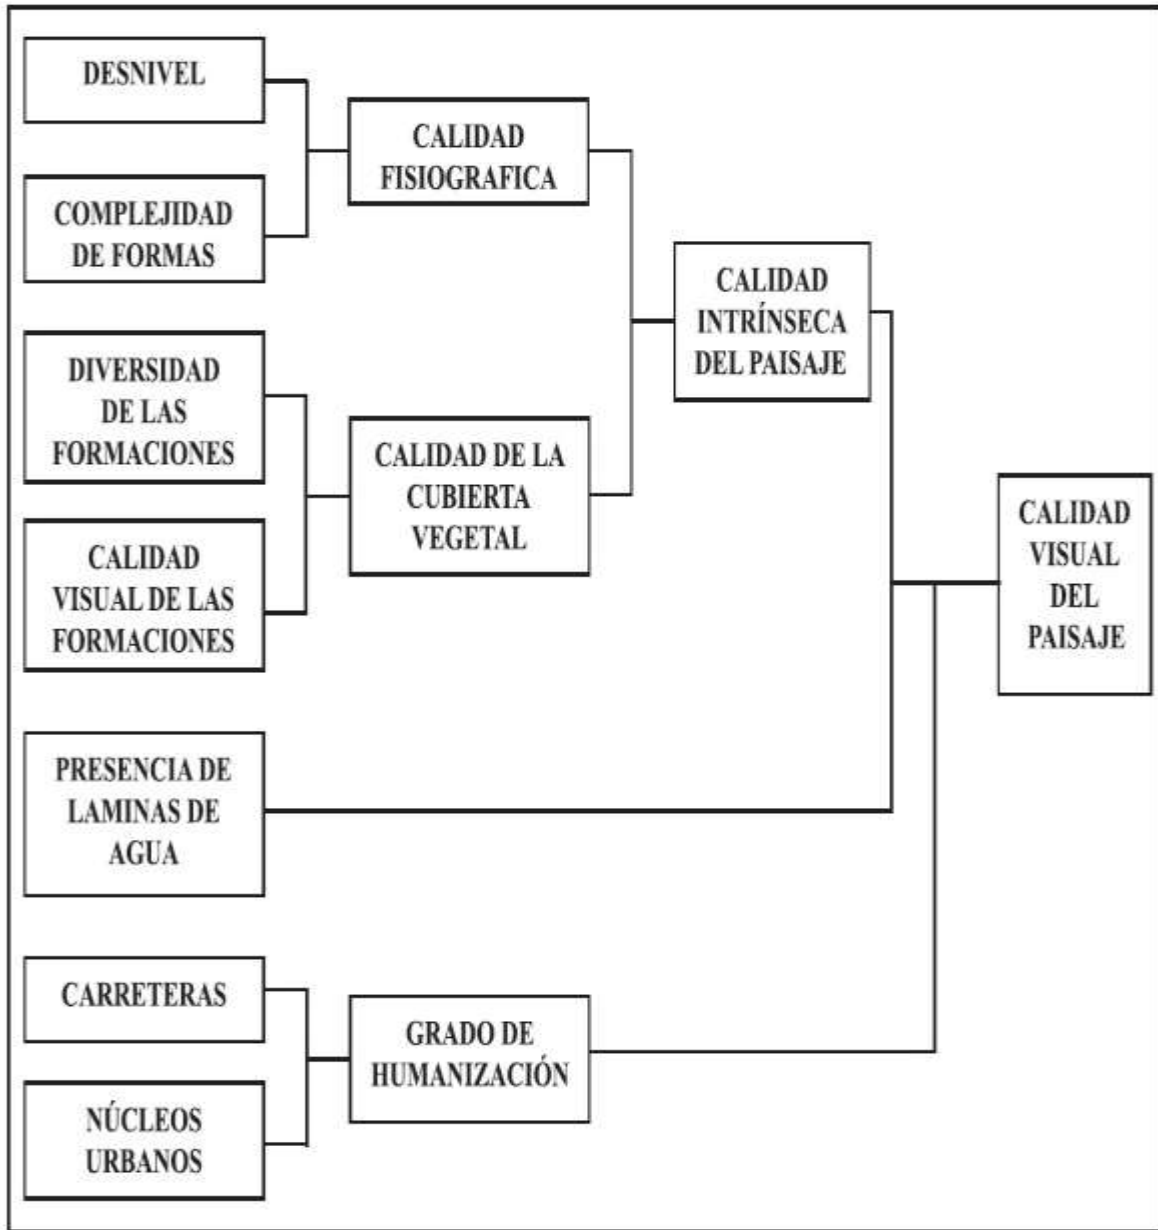 DESNIVEL
COMPLEJIDAD
DE FORMAS
DIVERSIDAD
DE LAS
FORMACIONES
CALIDAD
VISUAL DE LAS
FORMACIONES
PRESENCIA DE
LAMINAS DE
AGUA
CARRETERAS
NÚCLEOS
URBANOS
CALIDAD
FISIOGRAFICA
CALIDAD DE LA
CUBIERTA
VEGETAL
GRADO DE
HUMANIZACIÓN
CALIDAD
INTRÍNSECA
DEL PAISAJE
CALIDAD
VISUAL
DEL
PAISAJE